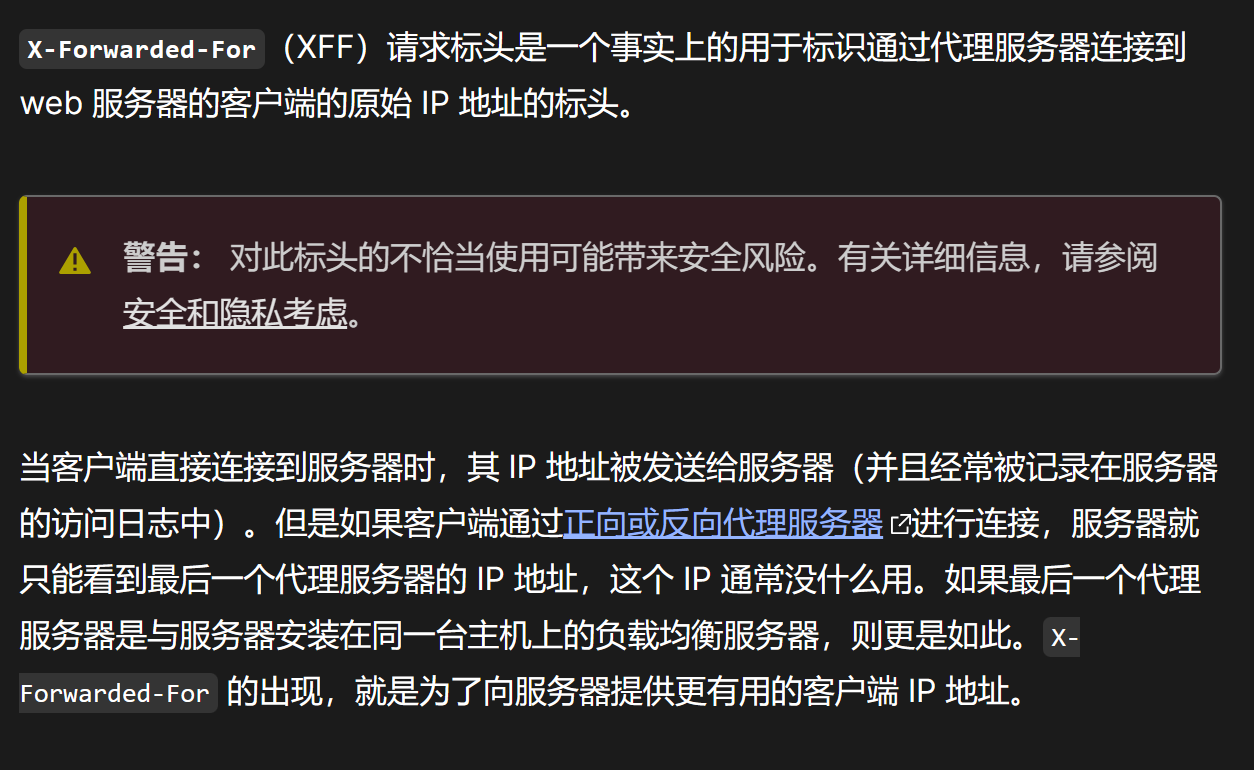 X-Forwarded-For（XFF）请求标头是一个事实上的用于标识通过代理服务器连接到
web 服务器的客户端的原始 IP 地址的标头。
警告： 对此标头的不恰当使用可能带来安全风险。有关详细信息，请参阅
安全和隐私考虑。
当客户端直接连接到服务器时，其 IP 地址被发送给服务器（并且经常被记录在服务器
的访问日志中）。但是如果客户端通过正向或反向代理服务器进行连接，服务器就
只能看到最后一个代理服务器的 IP 地址，这个 IP 通常没什么用。如果最后一个代理
服务器是与服务器安装在同一台主机上的负载均衡服务器，则更是如此。X-
Forwarded-For 的出现，就是为了向服务器提供更有用的客户端 IP 地址。